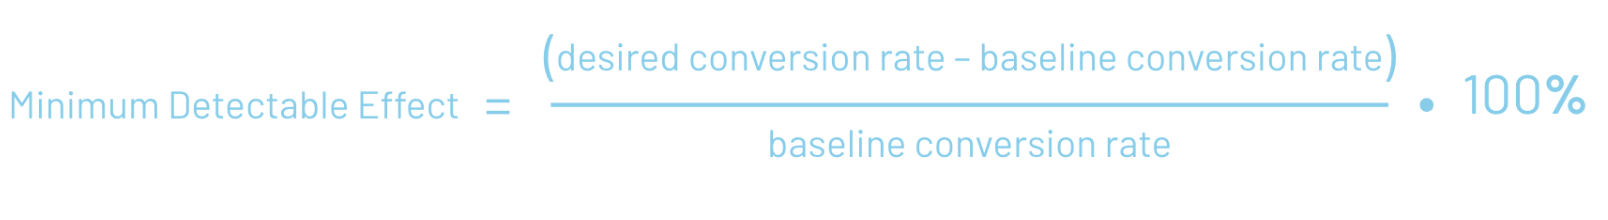 (desired conversion rate – baseline conversion rate)
Minimum Detectable Effect = • 100%
baseline conversion rate